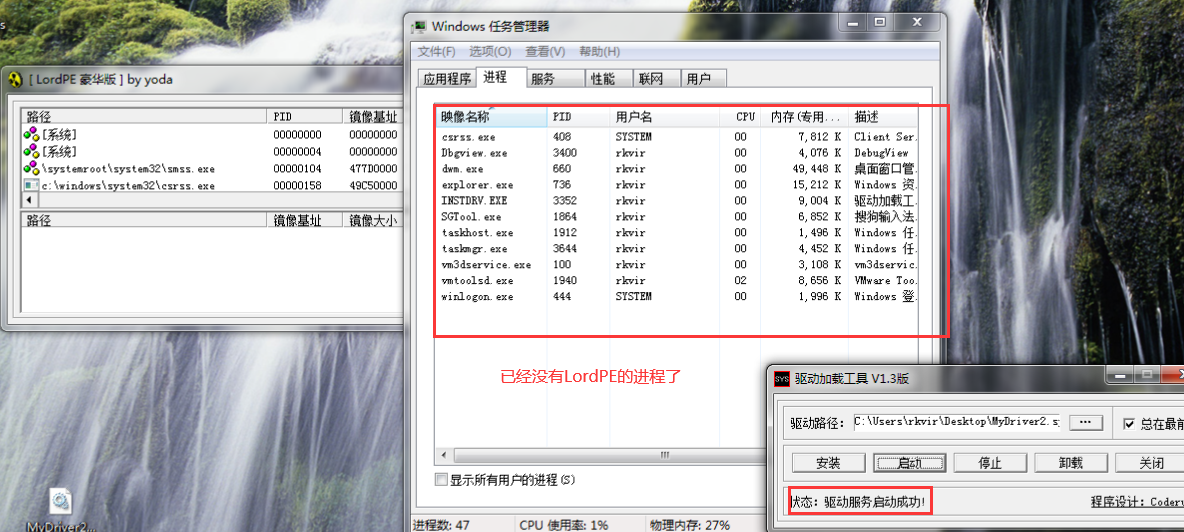 [ LordPE 豪华版 ] by yoda
路径 PID 镜像基址
[系统] 00000000 00000000
[系统] 00000004 00000000
\systemroot\system32\smss.exe 00000104 477D0000
c:\windows\system32\csrss.exe 00000158 49C50000
路径 镜像基址 镜像大小
Windows 任务管理器
文件(F) 选项(O) 查看(V) 帮助(H)
应用程序 进程 服务 性能 联网 用户
映像名称 PID 用户名 CPU 内存(专用... 描述
csrss.exe 408 SYSTEM 00 7,812 K Client Ser.
Dbgview.exe 3400 rkvir 00 4,076 K DebugView
dwm.exe 660 rkvir 00 49,448 K 桌面窗口管.
explorer.exe 736 rkvir 00 15,212 K Windows 资.
INSTDRV.EXE 3352 rkvir 00 9,004 K 驱动加载工.
SGTool.exe 1864 rkvir 00 6,852 K 搜狗输入法.
taskhost.exe 1912 rkvir 00 1,496 K Windows 任.
taskmgr.exe 3644 rkvir 00 4,452 K Windows 任.
vm3dservice.exe 100 rkvir 00 3,108 K vm3dservic.
vmtoolsd.exe 1940 rkvir 02 8,656 K VMware Too.
winlogon.exe 444 SYSTEM 00 1,996 K Windows 登.
已经没有LordPE的进程了
显示所有用户的进程(S)
进程数: 47 CPU 使用率: 1% 物理内存: 27%
SYS 驱动加载工具 V1.3版
驱动路径: C:\Users\rkvir\Desktop\MyDriver2.s ... 总在最前
安装 启动 停止 卸载 关闭
状态: 驱动服务启动成功! 程序设计: Coderu
MyDriver2...